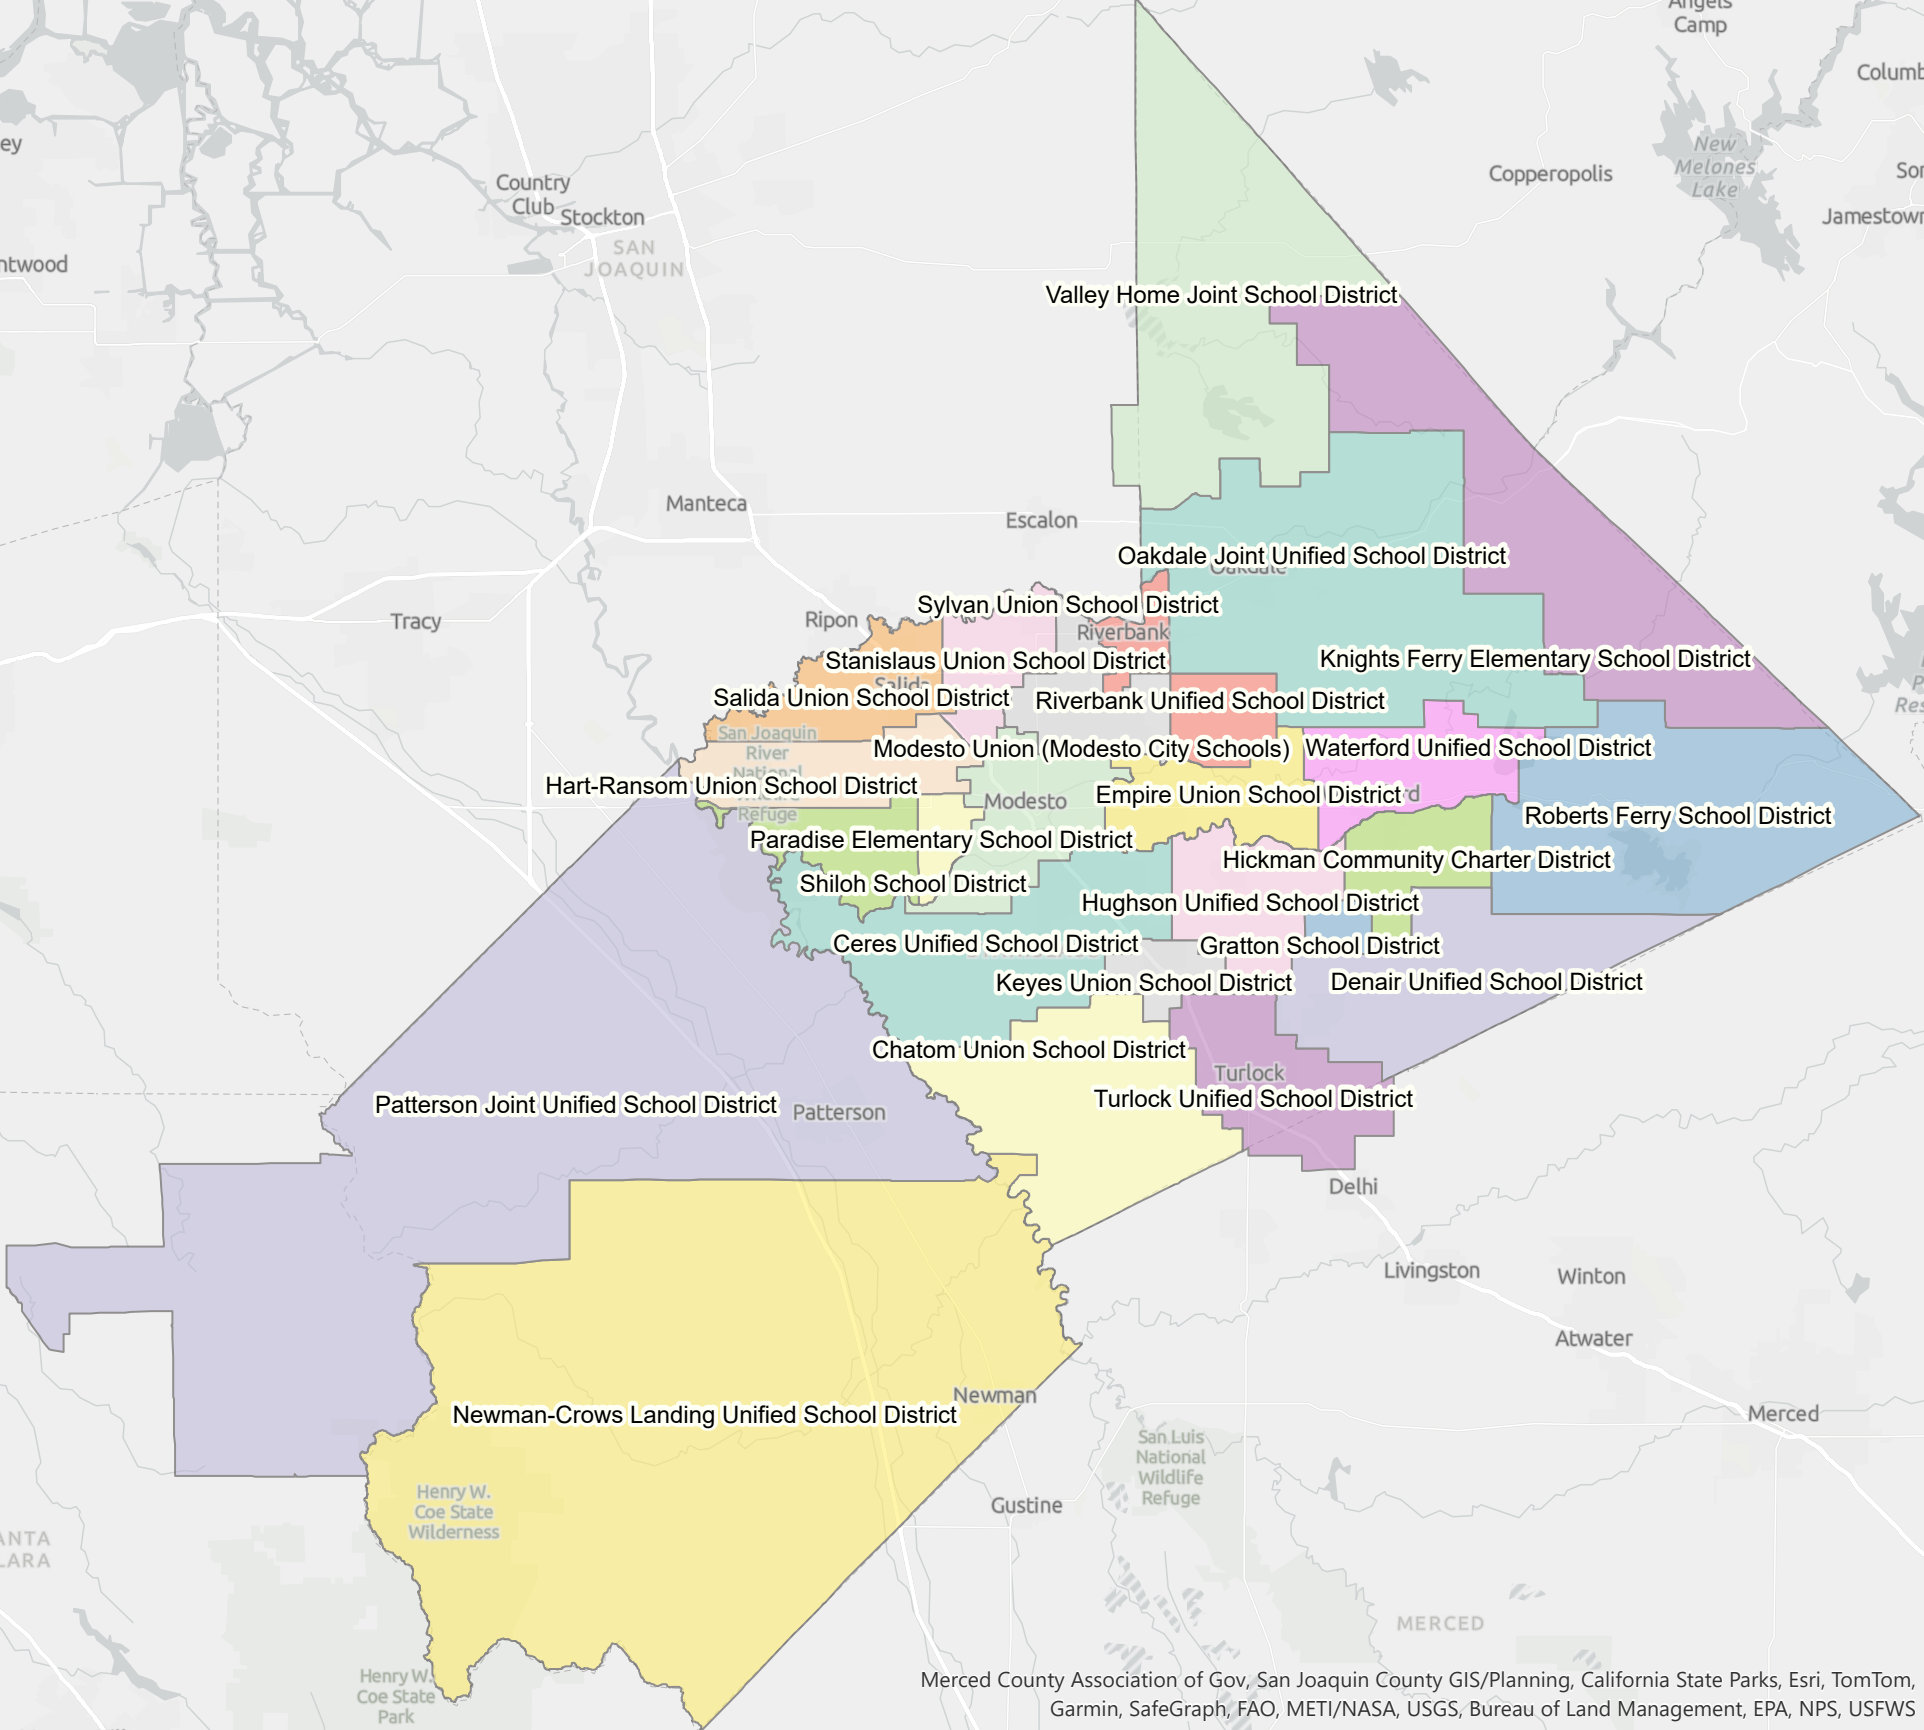 Angels
Camp
Columb
ey
Copperopolis
New
Melones
Lake
Country
Club
Stockton
SAN
JOAQUIN
Jamestown
ntwood
Valley Home Joint School District
Manteca
Escalon
Oakdale Joint Unified School District
Oakdale
Sylvan Union School District
Tracy
Ripon
Riverbank
Stanislaus Union School District
Knights Ferry Elementary School District
Salida
Salida Union School District
Riverbank Unified School District
San Joaquin
River
National
Refuge
Modesto Union (Modesto City Schools)
Waterford Unified School District
Hart-Ransom Union School District
Modesto
Empire Union School District
Roberts Ferry School District
Paradise Elementary School District
Hickman Community Charter District
Shiloh School District
Hughson Unified School District
Ceres Unified School District
Gratton School District
Keyes Union School District
Denair Unified School District
Chatom Union School District
Turlock
Turlock Unified School District
Patterson Joint Unified School District
Patterson
Delhi
Livingston
Winton
Atwater
Newman
Newman-Crows Landing Unified School District
Merced
San Luis
National
Wildlife
Refuge
Henry W.
Coe State
Wilderness
Gustine
ANTA
LARA
MERCED
Henry W.
Coe State
Park
Merced County Association of Gov, San Joaquin County GIS/Planning, California State Parks, Esri, TomTom,
Garmin, SafeGraph, FAO, METI/NASA, USGS, Bureau of Land Management, EPA, NPS, USFWS